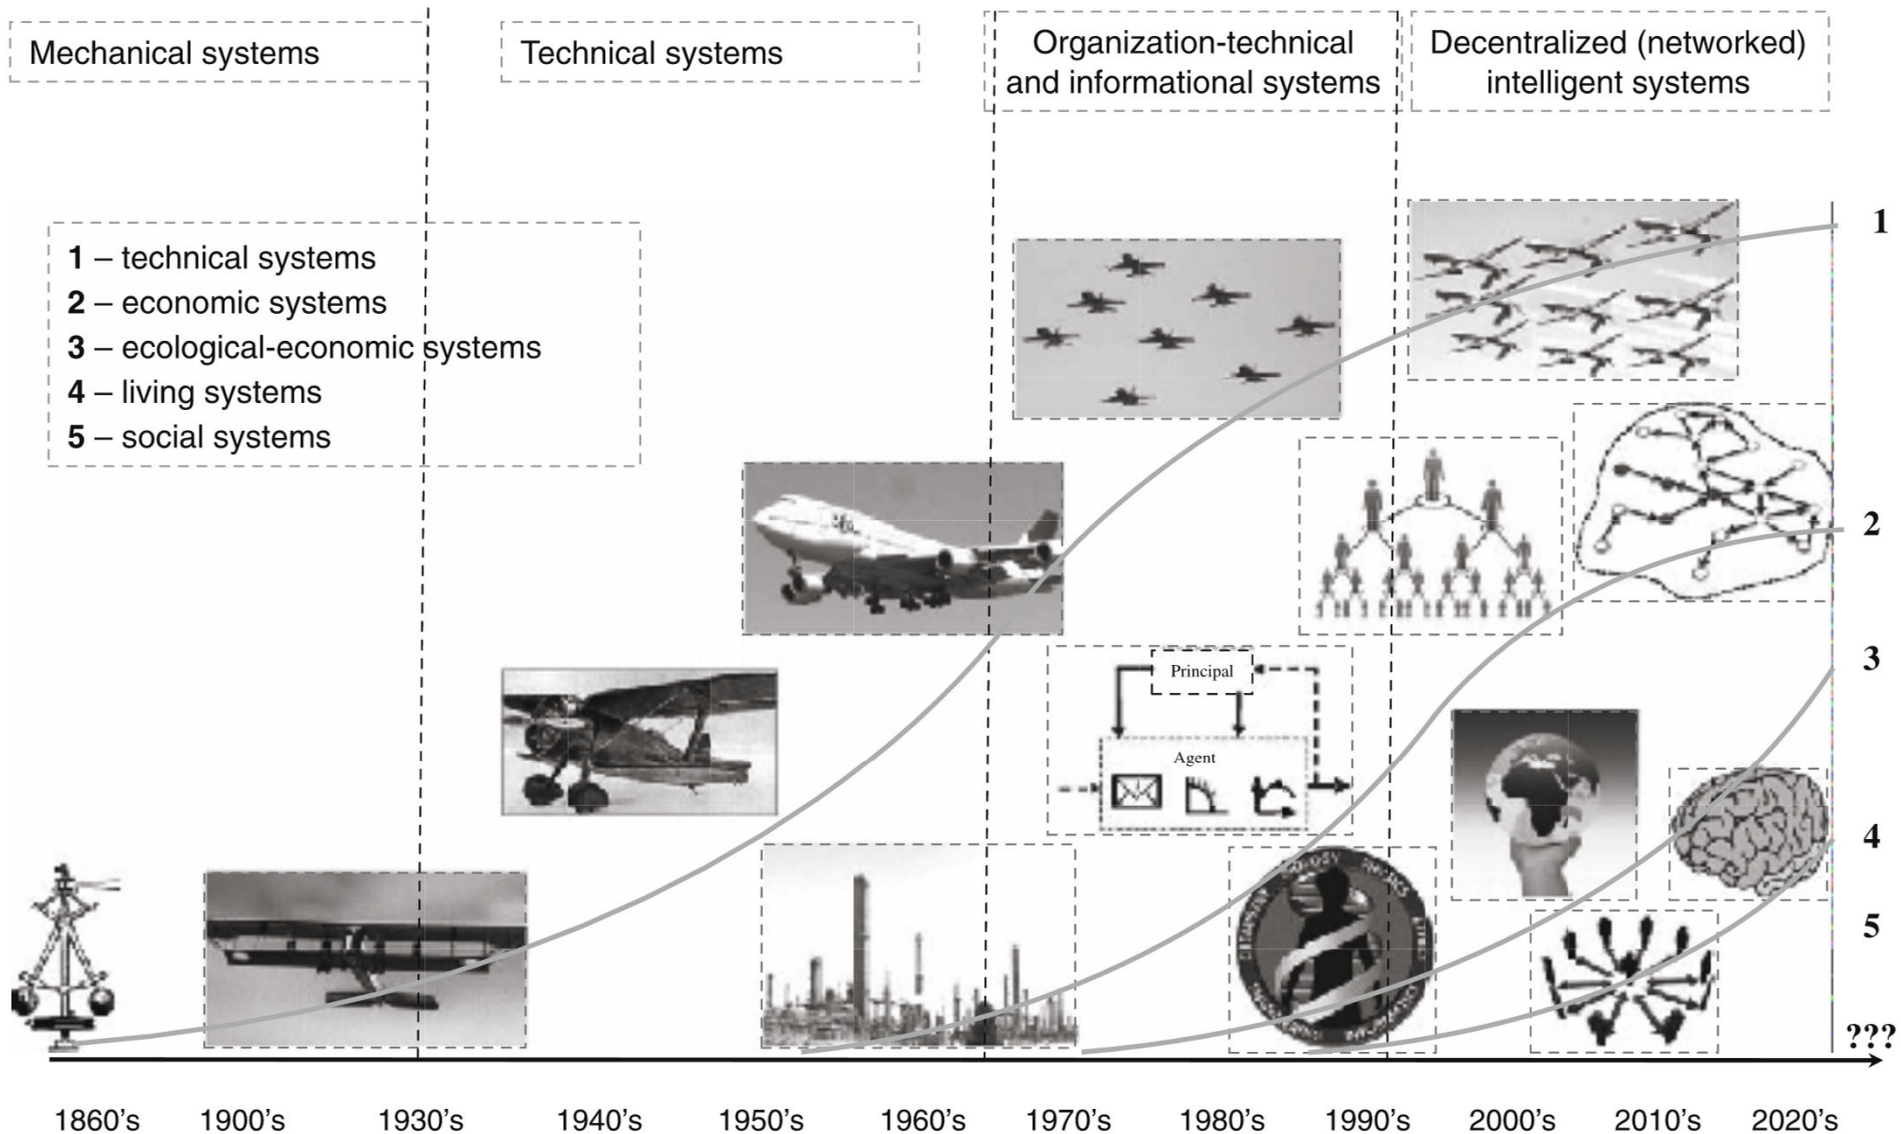 Mechanical systems
Technical systems
Organization-technical
and informational systems
Decentralized (networked)
intelligent systems
1 – technical systems
2 – economic systems
3 – ecological-economic systems
4 – living systems
5 – social systems
1
2
3
4
5
???
Principal
Agent
1860's
1900's
1930's
1940's
1950's
1960's
1970's
1980's
1990's
2000's
2010's
2020's